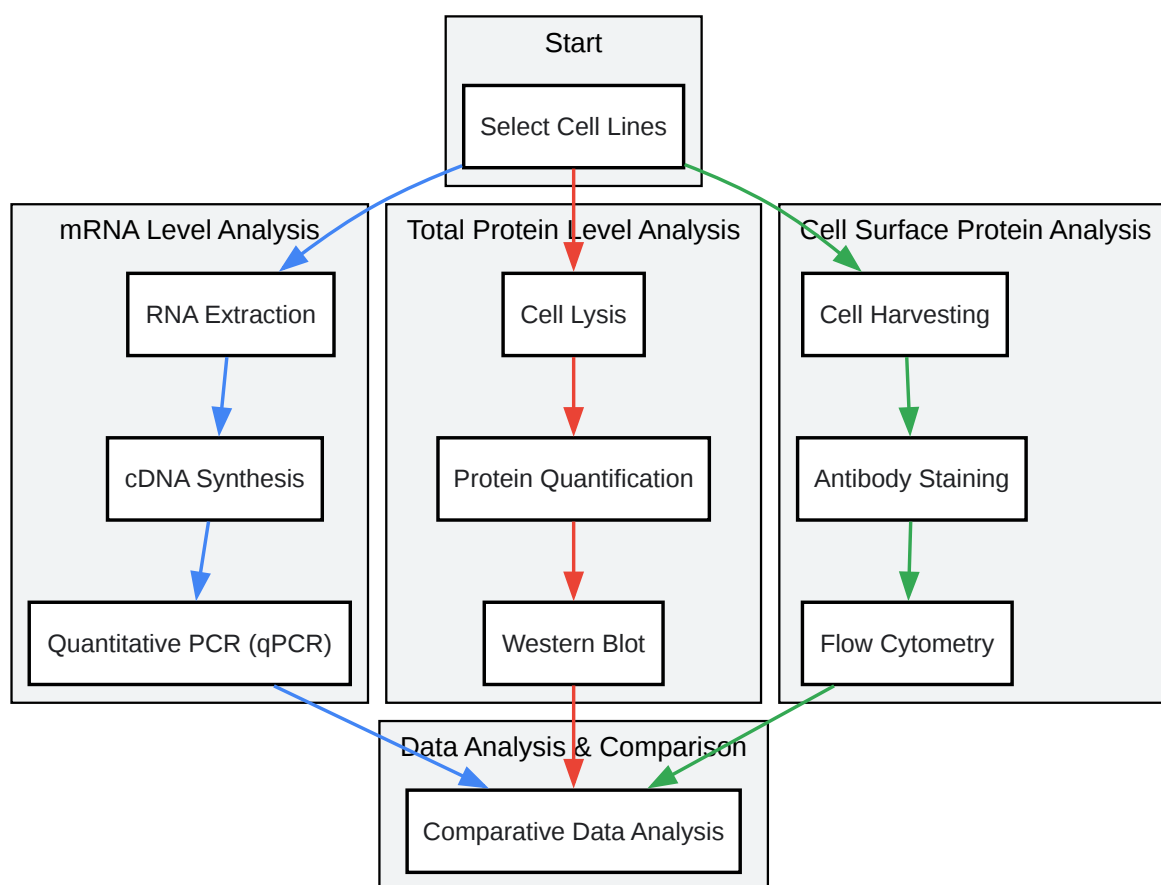 Start
Select Cell Lines
mRNA Level Analysis
Total Protein Level Analysis
Cell Surface Protein Analysis
RNA Extraction
Cell Lysis
Cell Harvesting
cDNA Synthesis
Protein Quantification
Antibody Staining
Quantitative PCR (qPCR)
Western Blot
Flow Cytometry
Data Analysis & Comparison
Comparative Data Analysis